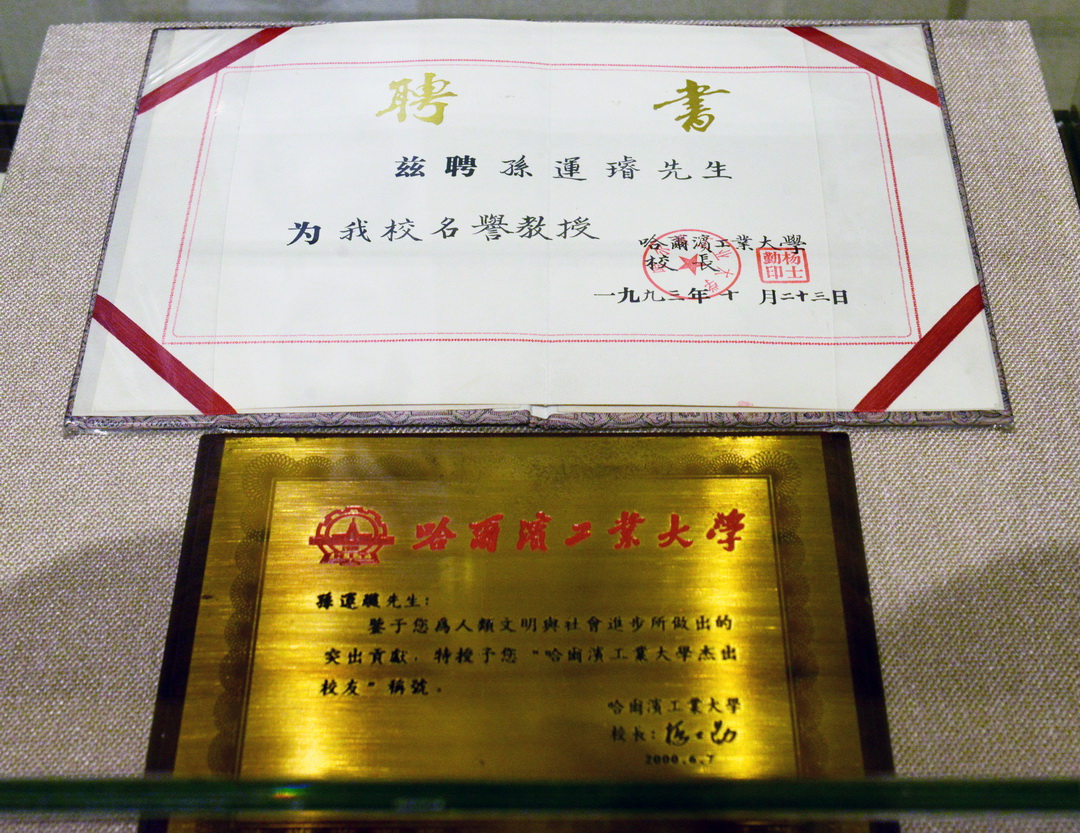 聘 書
兹聘孫運璿先生
为我校名譽教授
哈爾濱工業大學
校長
楊士勤印
一九九三年十月二十三日
哈爾濱工業大學
孫運璿先生：
鑒于您爲人類文明與社會進步所做出的
突出貢獻，特授予您“哈爾濱工業大學杰出
校友”稱號。
哈爾濱工業大學
校長：楊士勤
2000.6.7